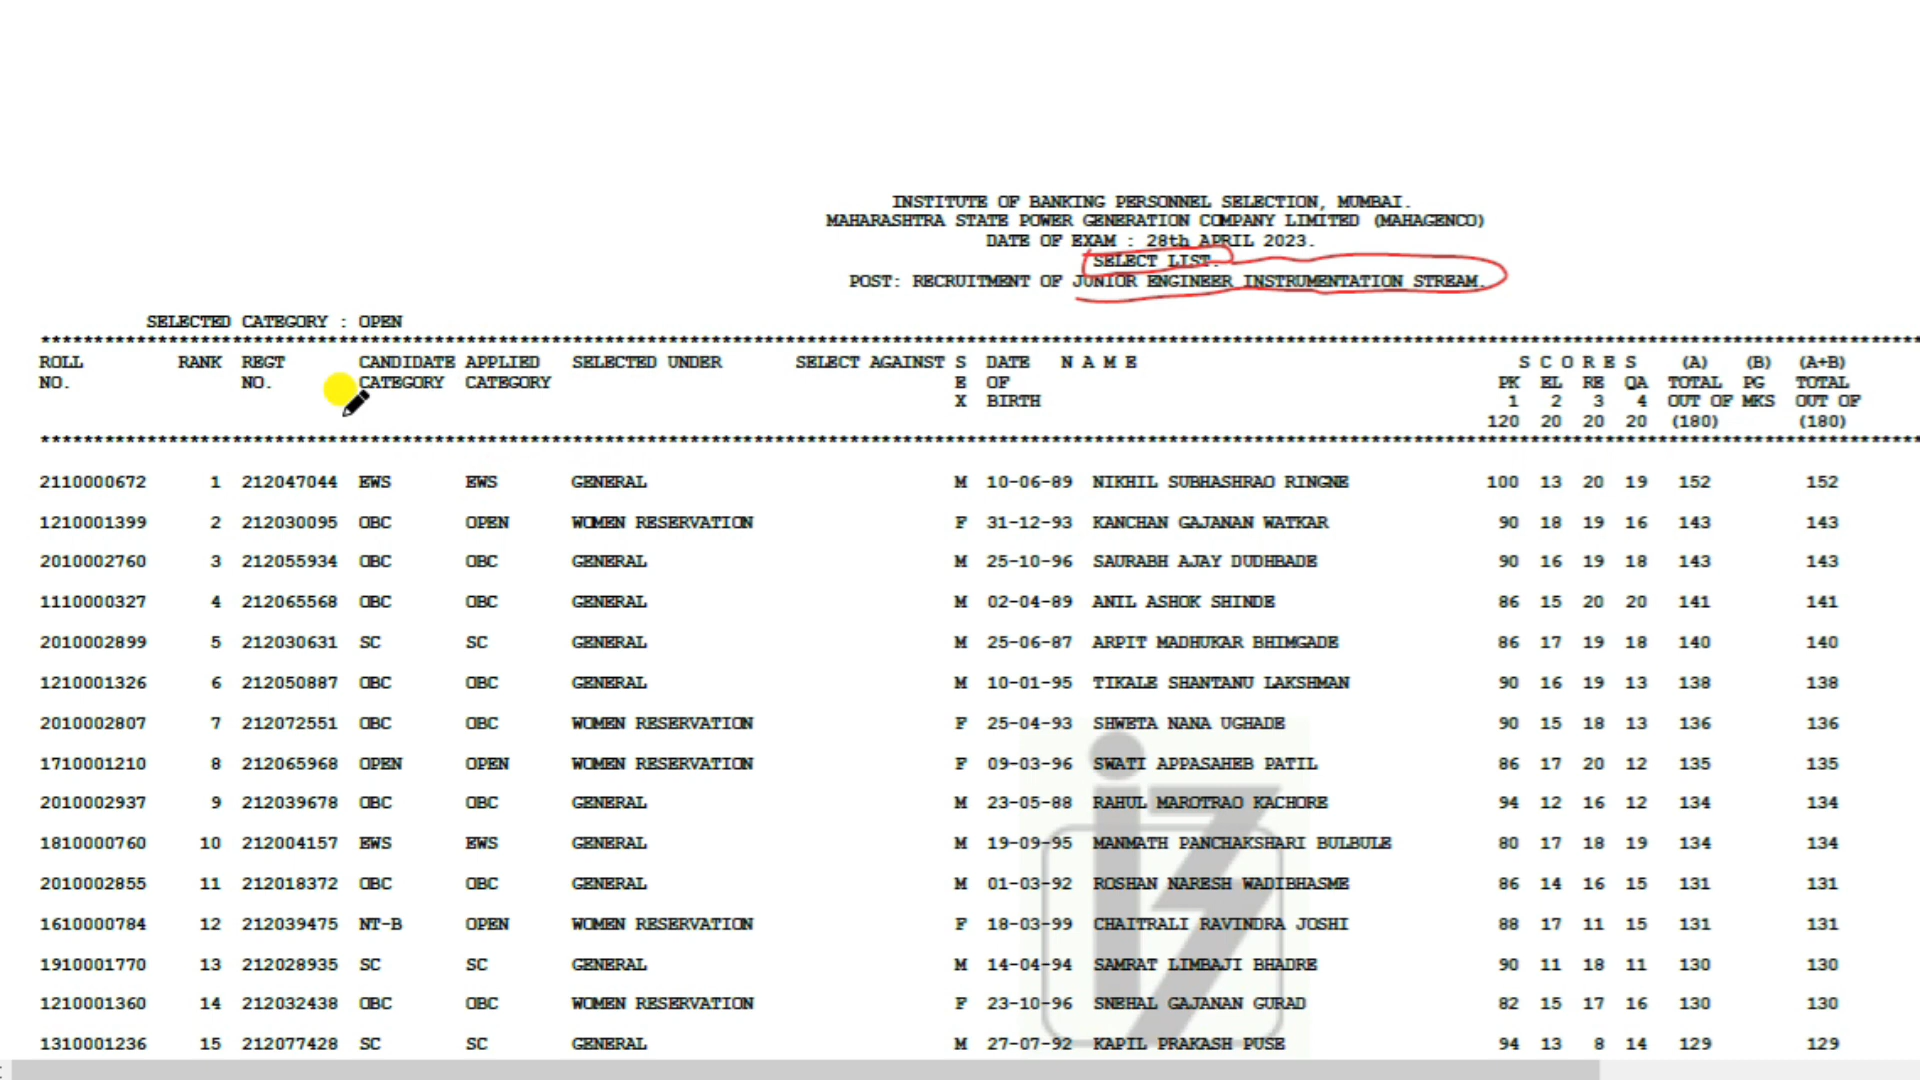 INSTITUTE OF BANKING PERSONNEL SELECTION, MUMBAI.
MAHARASHTRA STATE POWER GENERATION COMPANY LIMITED (MAHAGENCO)
DATE OF EXAM : 28th APRIL 2023.
SELECT LIST.
POST: RECRUITMENT OF JUNIOR ENGINEER INSTRUMENTATION STREAM.
SELECTED CATEGORY : OPEN
ROLL RANK REGT CANDIDATE APPLIED SELECTED UNDER SELECT AGAINST S DATE N A M E S C O R E S (A) (B) (A+B)
NO. NO. CATEGORY CATEGORY E OF PK EL RE QA TOTAL PG TOTAL
X BIRTH 1 2 3 4 OUT OF MKS OUT OF
120 20 20 20 (180) (180)
2110000672 1 212047044 EWS EWS GENERAL M 10-06-89 NIKHIL SUBHASHRAO RINGNE 100 13 20 19 152 152
1210001399 2 212030095 OBC OPEN WOMEN RESERVATION F 31-12-93 KANCHAN GAJANAN WATKAR 90 18 19 16 143 143
2010002760 3 212055934 OBC OBC GENERAL M 25-10-96 SAURABH AJAY DUDHBADE 90 16 19 18 143 143
1110000327 4 212065568 OBC OBC GENERAL M 02-04-89 ANIL ASHOK SHINDE 86 15 20 20 141 141
2010002899 5 212030631 SC SC GENERAL M 25-06-87 ARPIT MADHUKAR BHIMGADE 86 17 19 18 140 140
1210001326 6 212050887 OBC OBC GENERAL M 10-01-95 TIKALE SHANTANU LAKSHMAN 90 16 19 13 138 138
2010002807 7 212072551 OBC OBC WOMEN RESERVATION F 25-04-93 SHWETA NANA UGHADE 90 15 18 13 136 136
1710001210 8 212065968 OPEN OPEN WOMEN RESERVATION F 09-03-96 SWATI APPASAHEB PATIL 86 17 20 12 135 135
2010002937 9 212039678 OBC OBC GENERAL M 23-05-88 RAHUL MAROTRAO KACHORE 94 12 16 12 134 134
1810000760 10 212004157 EWS EWS GENERAL M 19-09-95 MANMATH PANCHAKSHARI BULBULE 80 17 18 19 134 134
2010002855 11 212018372 OBC OBC GENERAL M 01-03-92 ROSHAN NARESH WADIBHASME 86 14 16 15 131 131
1610000784 12 212039475 NT-B OPEN WOMEN RESERVATION F 18-03-99 CHAITRALI RAVINDRA JOSHI 88 17 11 15 131 131
1910001770 13 212028935 SC SC GENERAL M 14-04-94 SAMRAT LIMBAJI BHADRE 90 11 18 11 130 130
1210001360 14 212032438 OBC OBC WOMEN RESERVATION F 23-10-96 SNEHAL GAJANAN GURAD 82 15 17 16 130 130
1310001236 15 212077428 SC SC GENERAL M 27-07-92 KAPIL PRAKASH PUSE 94 13 8 14 129 129